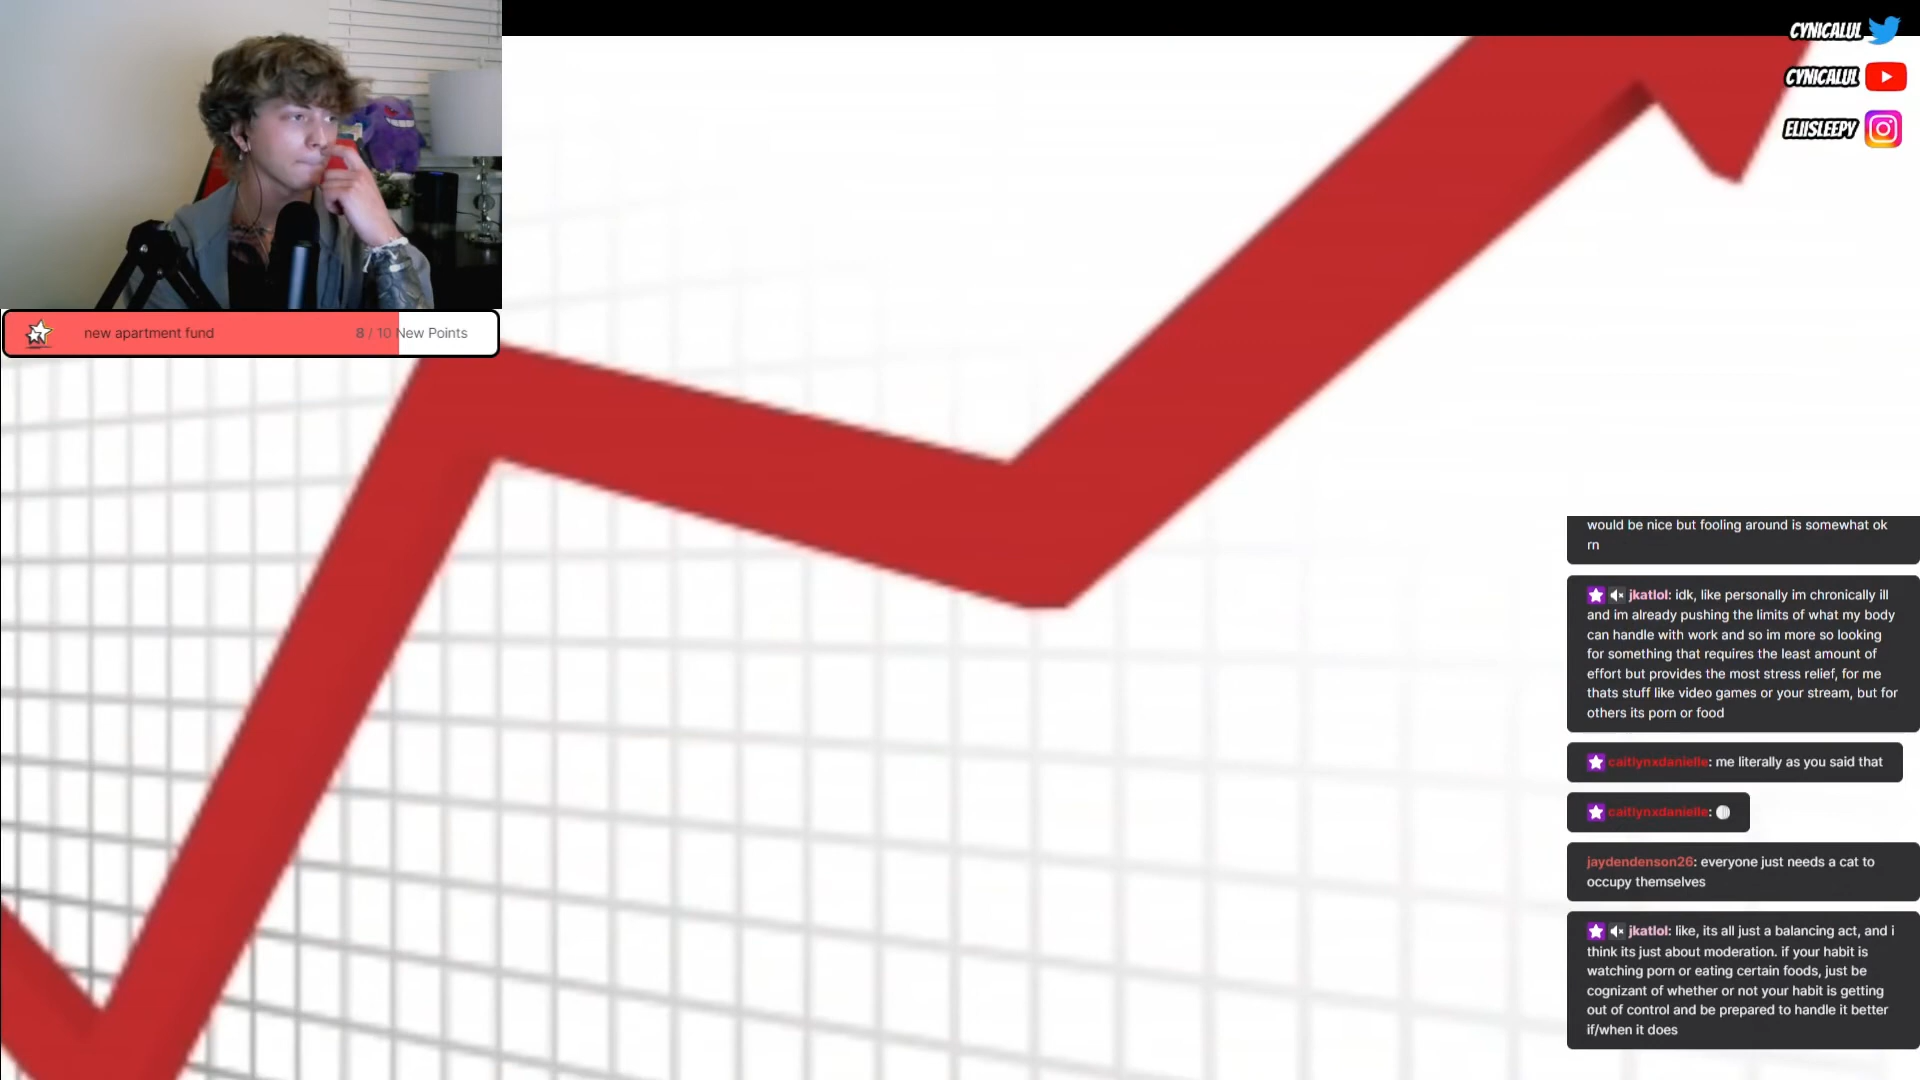 CYNICALUL
CYNICALUL
ELIISLEEPY
new apartment fund
8 / 10 New Points
would be nice but fooling around is somewhat ok
rn
jkatlol: idk, like personally im chronically ill
and im already pushing the limits of what my body
can handle with work and so im more so looking
for something that requires the least amount of
effort but provides the most stress relief, for me
thats stuff like video games or your stream, but for
others its porn or food
caitlynxdanielle: me literally as you said that
caitlynxdanielle:
jaydendenson26: everyone just needs a cat to
occupy themselves
jkatlol: like, its all just a balancing act, and i
think its just about moderation. if your habit is
watching porn or eating certain foods, just be
cognizant of whether or not your habit is getting
out of control and be prepared to handle it better
if/when it does